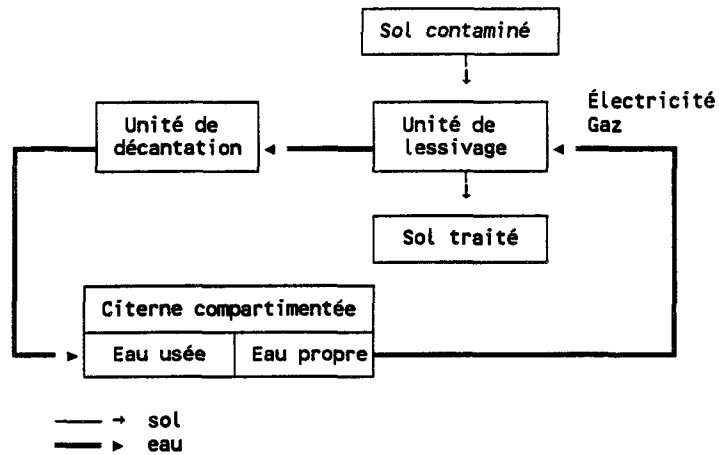 Sol contaminé
Électricité
Gaz
Unité de
décantation
Unité de
lessivage
Sol traité
Citerne compartimentée
Eau usée
Eau propre
sol
eau